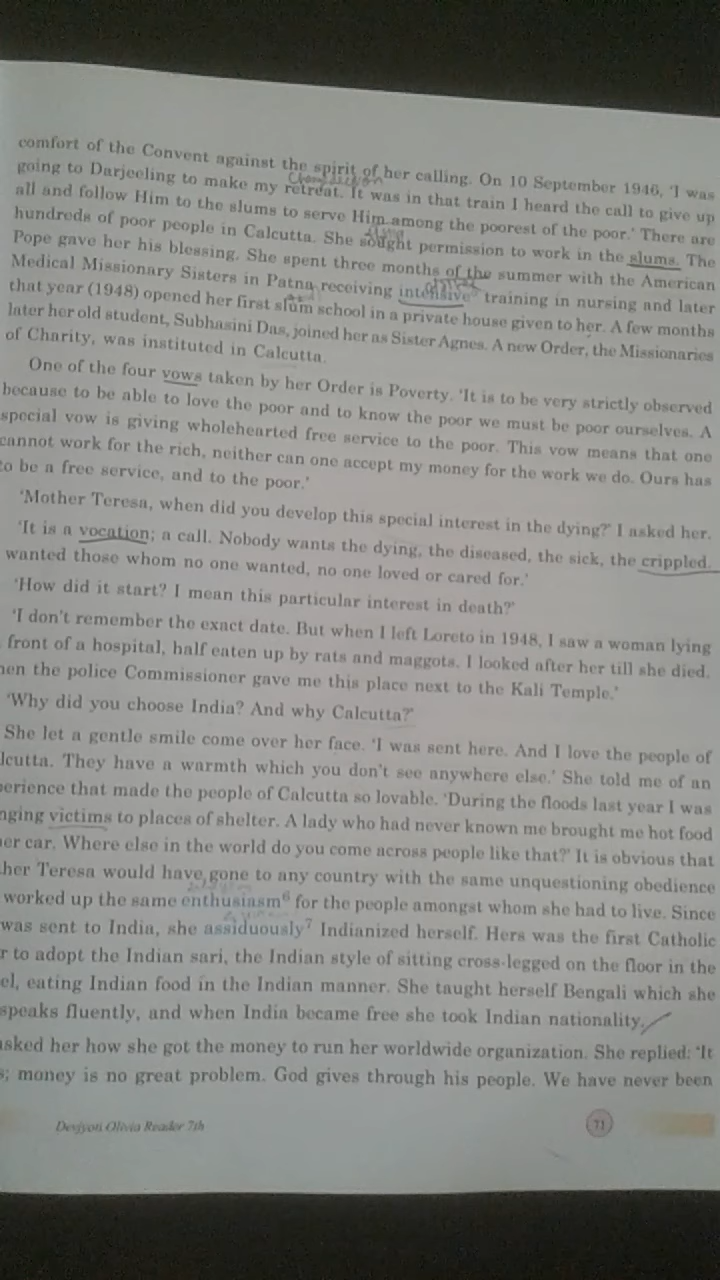 comfort of the Convent against the spirit of her calling. On 10 September 1946, 'I was
going to Darjeeling to make my retreat. It was in that train I heard the call to give up
all and follow Him to the slums to serve Him among the poorest of the poor.' There are
hundreds of poor people in Calcutta. She sought permission to work in the slums. The
Pope gave her his blessing. She spent three months of the summer with the American
Medical Missionary Sisters in Patna receiving intensive training in nursing and later
that year (1948) opened her first slum school in a private house given to her. A few months
later her old student, Subhasini Das, joined her as Sister Agnes. A new Order, the Missionaries
of Charity, was instituted in Calcutta.
One of the four vows taken by her Order is Poverty. 'It is to be very strictly observed
because to be able to love the poor and to know the poor we must be poor ourselves. A
special vow is giving wholehearted free service to the poor. This vow means that one
cannot work for the rich, neither can one accept my money for the work we do. Ours has
to be a free service, and to the poor.'
'Mother Teresa, when did you develop this special interest in the dying?' I asked her.
'It is a vocation; a call. Nobody wants the dying, the diseased, the sick, the crippled.
wanted those whom no one wanted, no one loved or cared for.'
'How did it start? I mean this particular interest in death?'
'I don't remember the exact date. But when I left Loreto in 1948, I saw a woman lying
front of a hospital, half eaten up by rats and maggots. I looked after her till she died.
hen the police Commissioner gave me this place next to the Kali Temple.'
'Why did you choose India? And why Calcutta?'
She let a gentle smile come over her face. 'I was sent here. And I love the people of
lcutta. They have a warmth which you don't see anywhere else.' She told me of an
perience that made the people of Calcutta so lovable. 'During the floods last year I was
nging victims to places of shelter. A lady who had never known me brought me hot food
er car. Where else in the world do you come across people like that?' It is obvious that
her Teresa would have gone to any country with the same unquestioning obedience
worked up the same enthusiasm⁶ for the people amongst whom she had to live. Since
was sent to India, she assiduously⁷ Indianized herself. Hers was the first Catholic
r to adopt the Indian sari, the Indian style of sitting cross-legged on the floor in the
el, eating Indian food in the Indian manner. She taught herself Bengali which she
speaks fluently, and when India became free she took Indian nationality.
asked her how she got the money to run her worldwide organization. She replied: 'It
s; money is no great problem. God gives through his people. We have never been
Devjyon Olivia Reader 7th
71